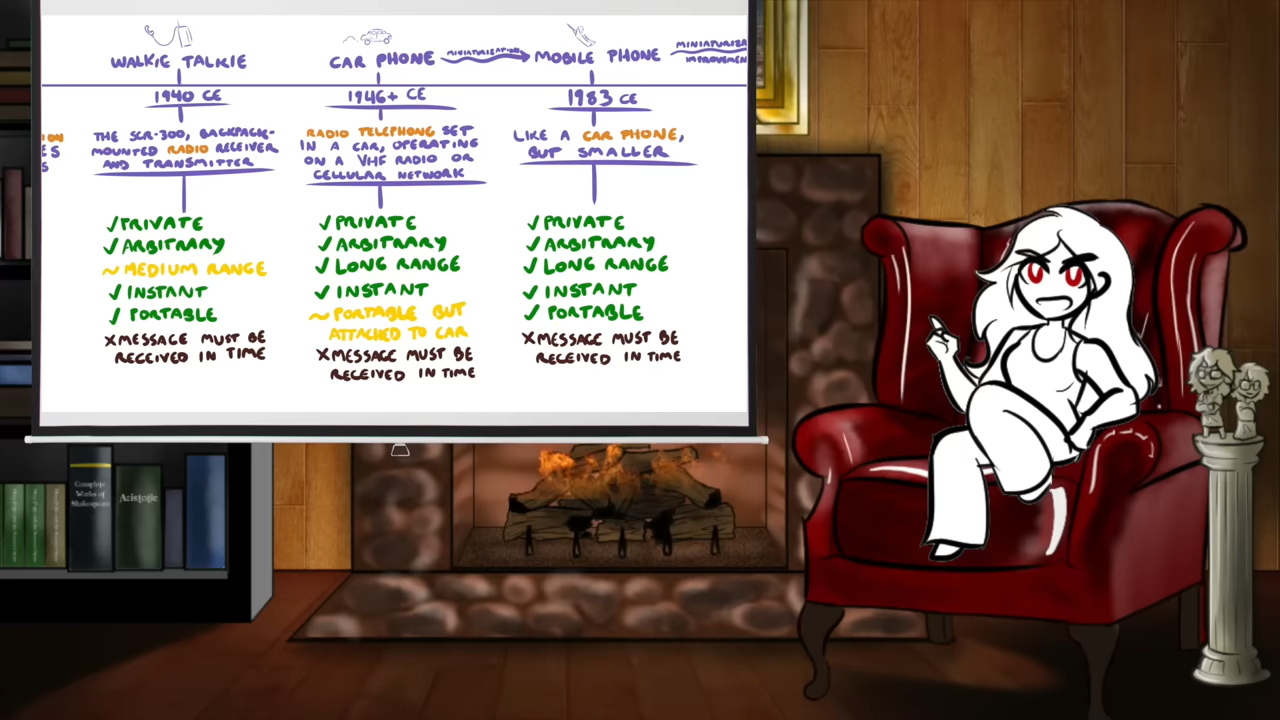 WALKIE TALKIE
1940 CE
THE SCR-300, BACKPACK-
MOUNTED RADIO RECEIVER
AND TRANSMITTER
✓PRIVATE
✓ARBITRARY
~MEDIUM RANGE
✓INSTANT
✓PORTABLE
XMESSAGE MUST BE
RECEIVED IN TIME
CAR PHONE
1946+ CE
RADIO TELEPHONE SET
IN A CAR, OPERATING
ON A VHF RADIO OR
CELLULAR NETWORK
✓PRIVATE
✓ARBITRARY
✓LONG RANGE
✓INSTANT
~PORTABLE BUT
ATTACHED TO CAR
XMESSAGE MUST BE
RECEIVED IN TIME
MINIATURIZATION
MOBILE PHONE
1983 CE
LIKE A CAR PHONE,
BUT SMALLER
✓PRIVATE
✓ARBITRARY
✓LONG RANGE
✓INSTANT
✓PORTABLE
XMESSAGE MUST BE
RECEIVED IN TIME
MINIATURIZA
IMPROVEMEN
ION
ES
S
Complete
Works of
Shakespeare
Aristotle